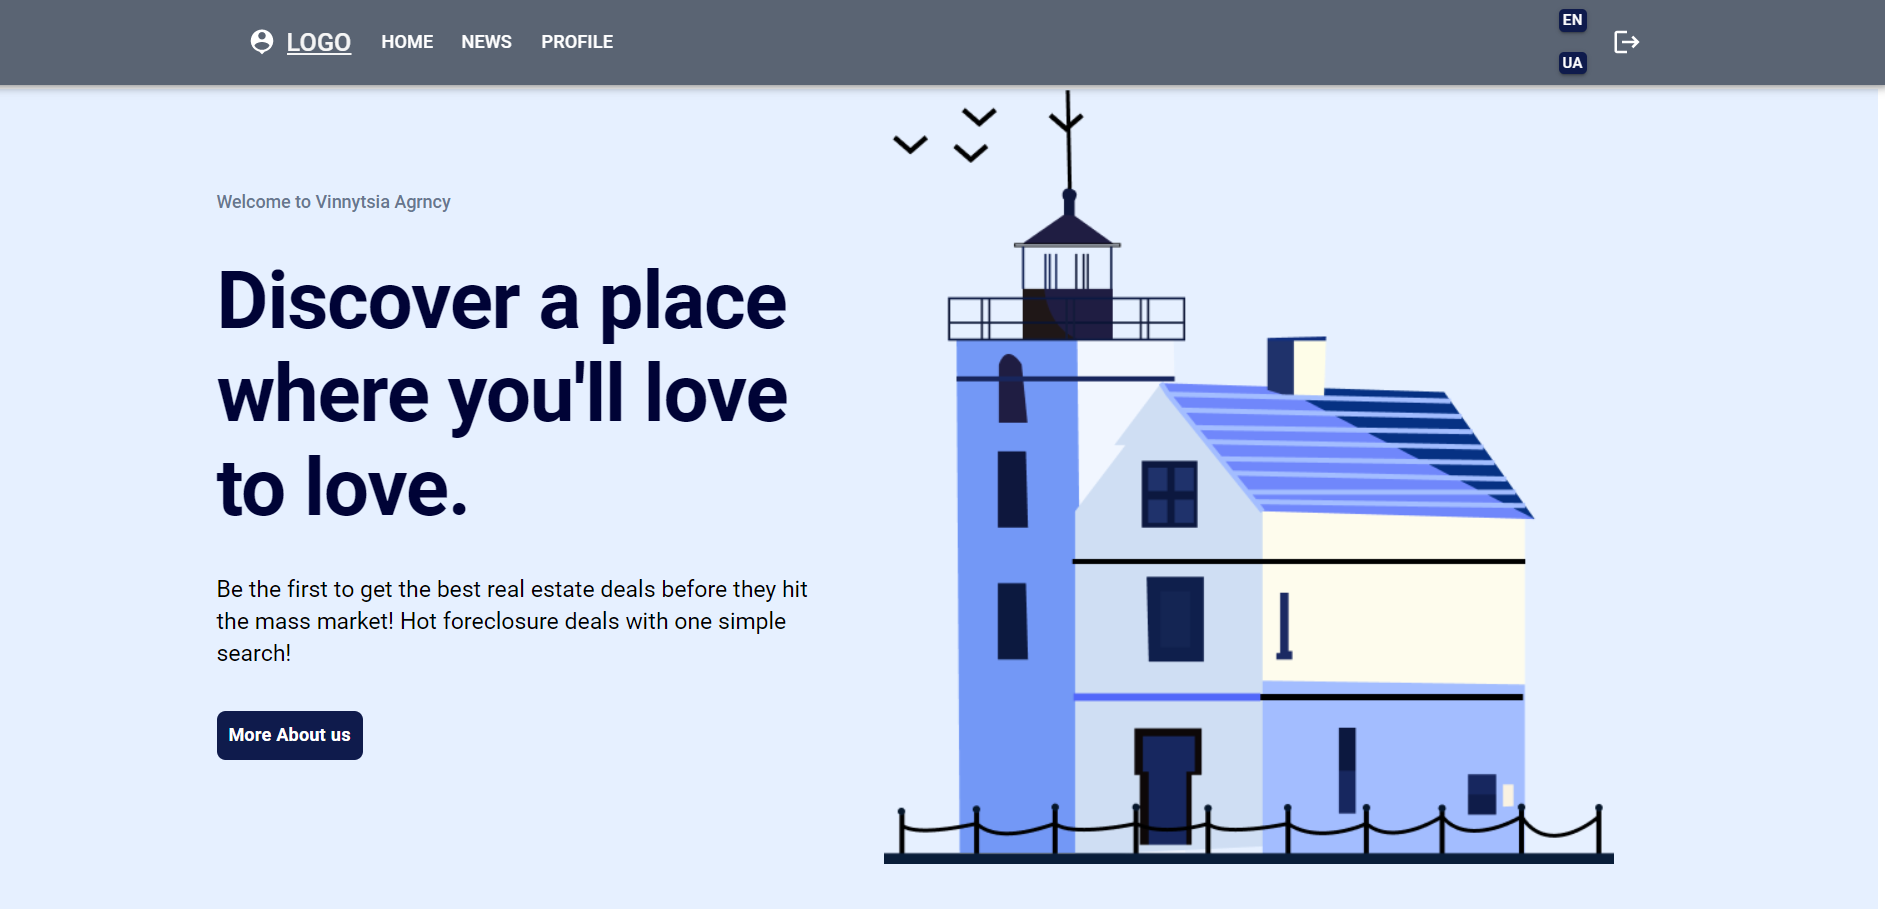 LOGO HOME NEWS PROFILE
EN
UA
Welcome to Vinnytsia Agrncy
Discover a place
where you'll love
to love.
Be the first to get the best real estate deals before they hit
the mass market! Hot foreclosure deals with one simple
search!
More About us